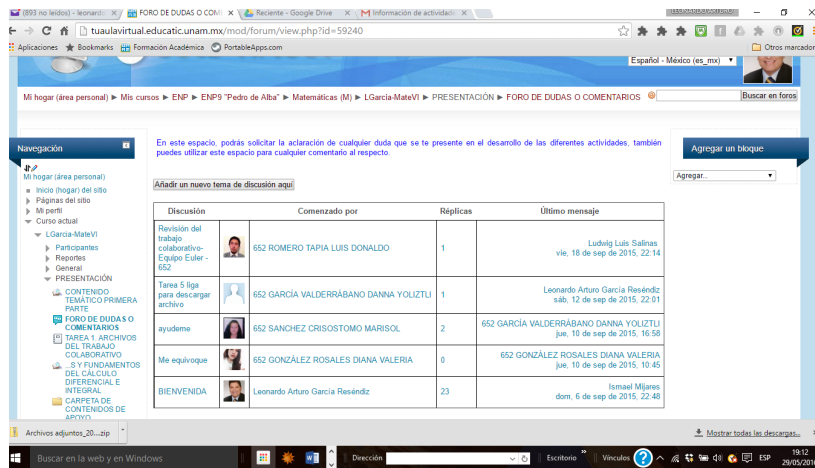 (893 no leidos) - leonardo
FORO DE DUDAS O COM
Reciente - Google Drive
Información de activida
tuaulavirtual.educatic.unam.mx/mod/forum/view.php?id=59240
Aplicaciones
Bookmarks
Formación Académica
PortableApps.com
Otros marcador
Español - México (es_mx)
Mi hogar (área personal) ► Mis cursos ► ENP ► ENP9 "Pedro de Alba" ► Matemáticas (M) ► LGarcia-MateVI ► PRESENTACIÓN ► FORO DE DUDAS O COMENTARIOS
Buscar en foros
Navegación
Mi hogar (área personal)
Inicio (hogar) del sitio
Páginas del sitio
Mi perfil
Curso actual
LGarcia-MateVI
Participantes
Reportes
General
PRESENTACIÓN
CONTENIDO
TEMÁTICO PRIMERA
PARTE
FORO DE DUDAS O
COMENTARIOS
TAREA 1. ARCHIVOS
DEL TRABAJO
COLABORATIVO
...S Y FUNDAMENTOS
DEL CÁLCULO
DIFERENCIAL E
INTEGRAL
CARPETA DE
CONTENIDOS DE
APOYO
En este espacio, podrás solicitar la aclaración de cualquier duda que se te presente en el desarrollo de las diferentes actividades, también
puedes utilizar este espacio para cualquier comentario al respecto.
Añadir un nuevo tema de discusión aquí
Discusión Comenzado por Réplicas Último mensaje
Revisión del
trabajo
colaborativo-
Equipo Euler -
652
652 ROMERO TAPIA LUIS DONALDO
1
Ludwig Luis Salinas
vie, 18 de sep de 2015, 22:14
Tarea 5 liga
para descargar
archivo
652 GARCÍA VALDERRÁBANO DANNA YOLIZTLI
1
Leonardo Arturo García Reséndiz
sáb, 12 de sep de 2015, 22:01
ayudeme
652 SANCHEZ CRISOSTOMO MARISOL
2
652 GARCÍA VALDERRÁBANO DANNA YOLIZTLI
jue, 10 de sep de 2015, 16:58
Me equivoque
652 GONZÁLEZ ROSALES DIANA VALERIA
0
652 GONZÁLEZ ROSALES DIANA VALERIA
jue, 10 de sep de 2015, 10:45
BIENVENIDA
Leonardo Arturo García Reséndiz
23
Ismael Mijares
dom, 6 de sep de 2015, 22:48
Agregar un bloque
Agregar...
Archivos adjuntos_20....zip
Mostrar todas las descargas...
Buscar en la web y en Windows
Dirección
Escritorio
Vínculos
ESP
19:12
29/05/2016